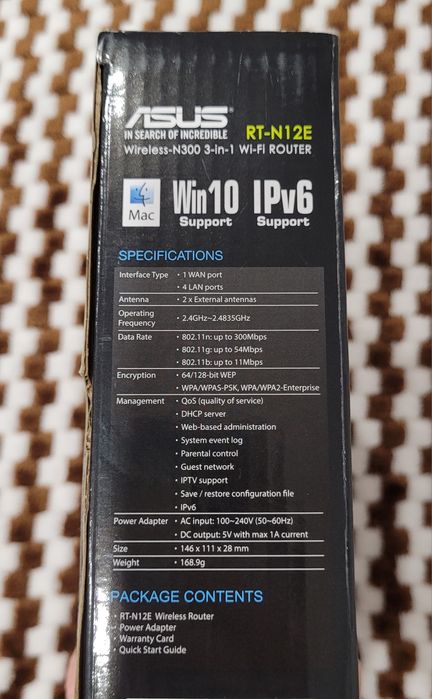 ASUS
IN SEARCH OF INCREDIBLE RT-N12E
Wireless-N300 3-in-1 Wi-Fi ROUTER
Mac
Win10 Support
IPv6 Support
SPECIFICATIONS
Interface Type • 1 WAN port
• 4 LAN ports
Antenna • 2 x External antennas
Operating Frequency • 2.4GHz~2.4835GHz
Data Rate • 802.11n: up to 300Mbps
• 802.11g: up to 54Mbps
• 802.11b: up to 11Mbps
Encryption • 64/128-bit WEP
• WPA/WPAS-PSK, WPA/WPA2-Enterprise
Management • QoS (quality of service)
• DHCP server
• Web-based administration
• System event log
• Parental control
• Guest network
• IPTV support
• Save / restore configuration file
• IPv6
Power Adapter • AC input: 100~240V (50~60Hz)
• DC output: 5V with max 1A current
Size • 146 x 111 x 28 mm
Weight • 168.9g
PACKAGE CONTENTS
• RT-N12E Wireless Router
• Power Adapter
• Warranty Card
• Quick Start Guide